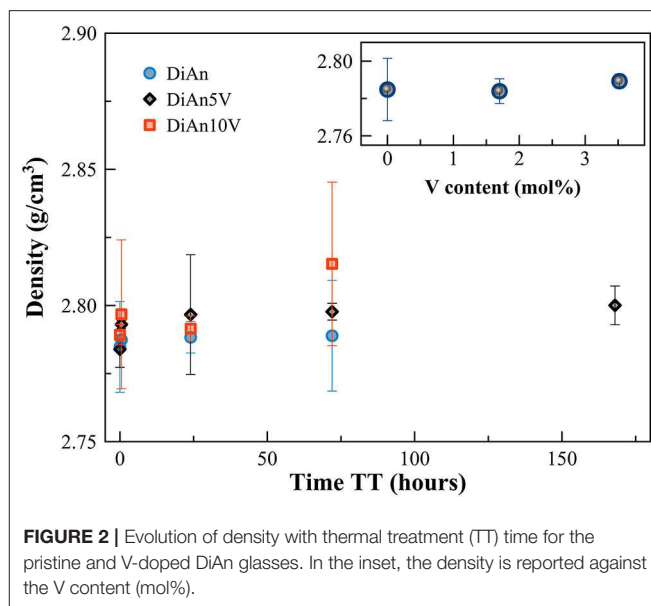 2.90
DiAn
DiAn5V
DiAn10V
2.80
2.76
0 1 2 3
V content (mol%)
2.85
Density (g/cm³)
2.80
2.75
0 50 100 150
Time TT (hours)
FIGURE 2 | Evolution of density with thermal treatment (TT) time for the
pristine and V-doped DiAn glasses. In the inset, the density is reported against
the V content (mol%).